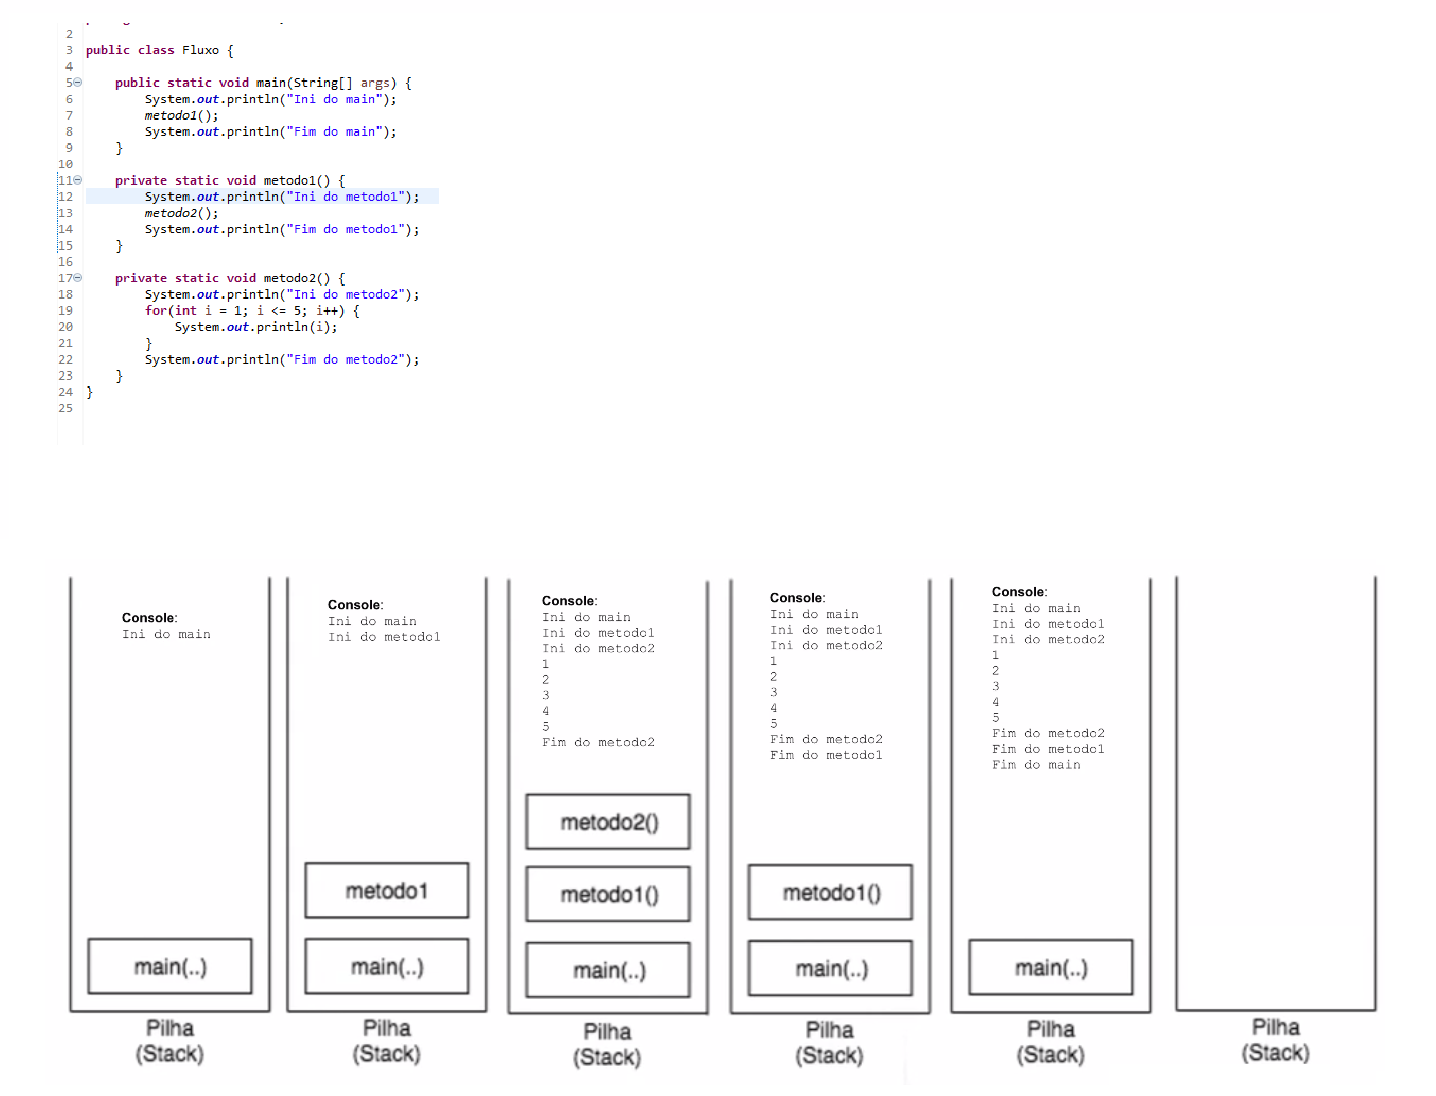 2
3 public class Fluxo {
4
5 public static void main(String[] args) {
6 System.out.println("Ini do main");
7 metodo1();
8 System.out.println("Fim do main");
9 }
10
11 private static void metodo1() {
12 System.out.println("Ini do metodo1");
13 metodo2();
14 System.out.println("Fim do metodo1");
15 }
16
17 private static void metodo2() {
18 System.out.println("Ini do metodo2");
19 for(int i = 1; i <= 5; i++) {
20 System.out.println(i);
21 }
22 System.out.println("Fim do metodo2");
23 }
24 }
25
Console:
Ini do main
main(..)
Pilha
(Stack)
Console:
Ini do main
Ini do metodo1
metodo1
main(..)
Pilha
(Stack)
Console:
Ini do main
Ini do metodo1
Ini do metodo2
1
2
3
4
5
Fim do metodo2
metodo2()
metodo1()
main(..)
Pilha
(Stack)
Console:
Ini do main
Ini do metodo1
Ini do metodo2
1
2
3
4
5
Fim do metodo2
Fim do metodo1
metodo1()
main(..)
Pilha
(Stack)
Console:
Ini do main
Ini do metodo1
Ini do metodo2
1
2
3
4
5
Fim do metodo2
Fim do metodo1
Fim do main
main(..)
Pilha
(Stack)
Pilha
(Stack)